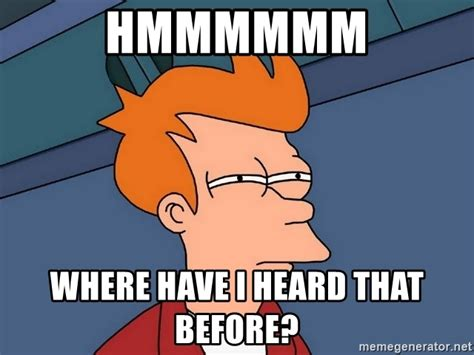 HMMMMMM
WHERE HAVE I HEARD THAT
BEFORE?
memegenerator.net